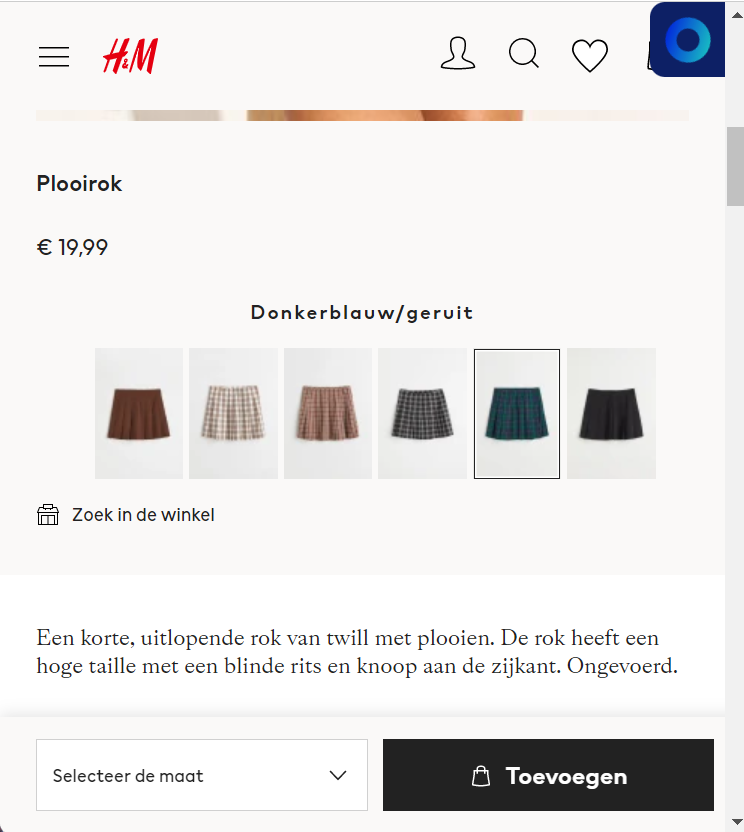 H&M
Plooirok
€ 19,99
Donkerblauw/geruit
Zoek in de winkel
Een korte, uitlopende rok van twill met plooien. De rok heeft een
hoge taille met een blinde rits en knoop aan de zijkant. Ongevoerd.
Selecteer de maat
Toevoegen